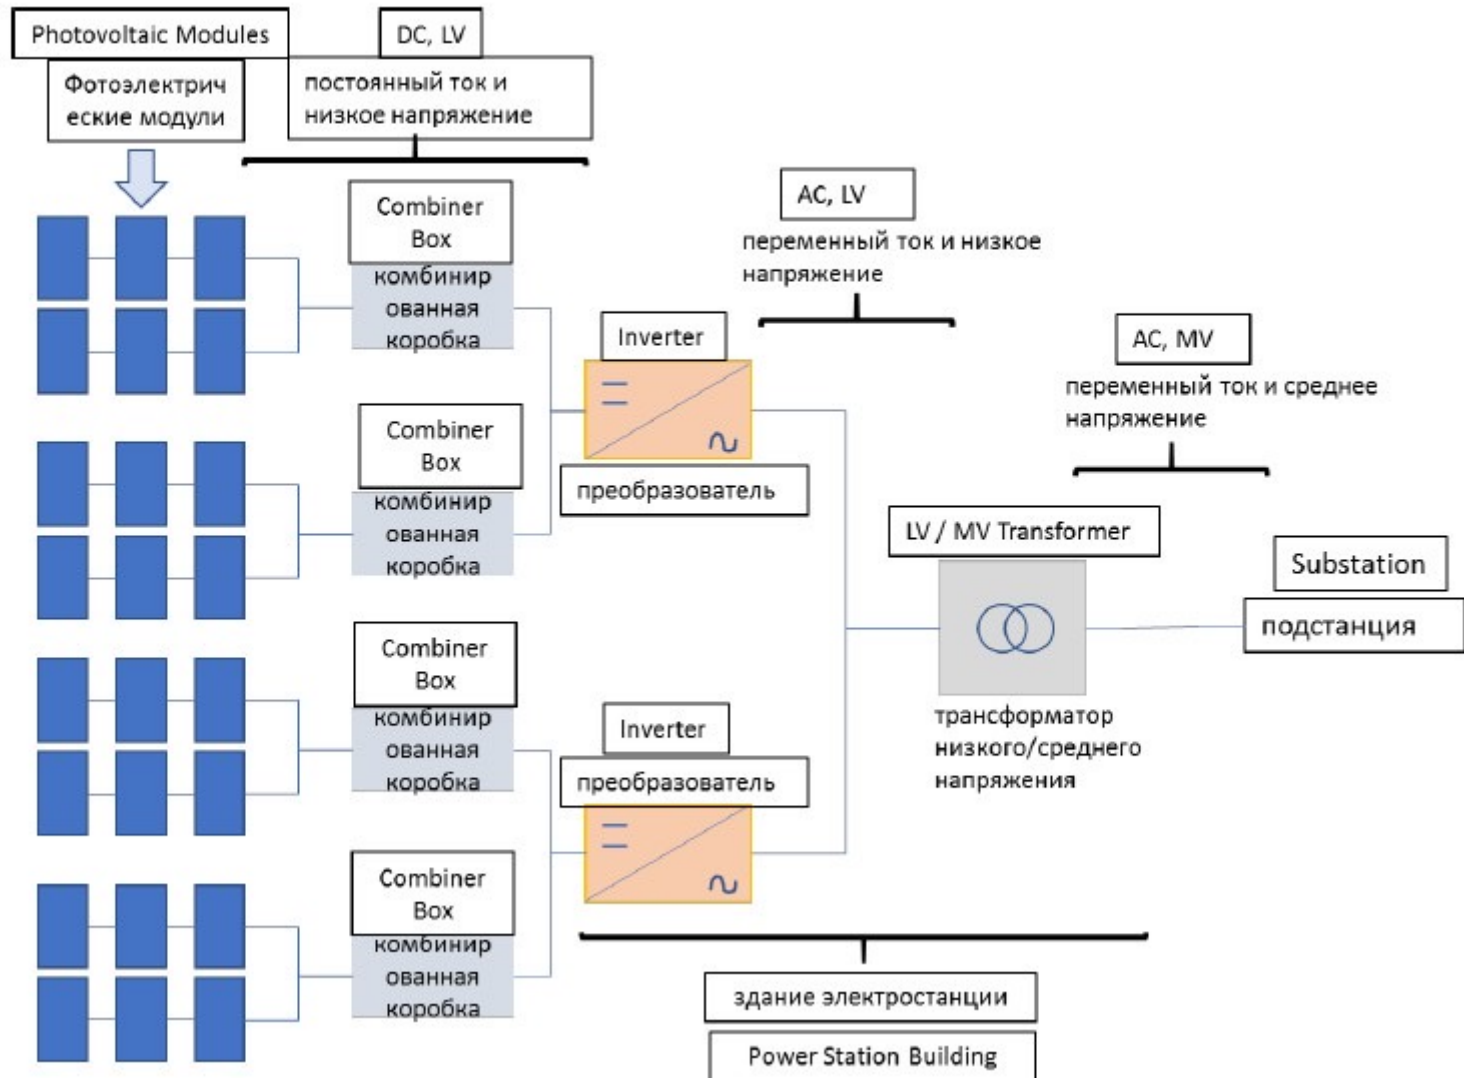 Photovoltaic Modules
Фотоэлектрич
еские модули
DC, LV
постоянный ток и
низкое напряжение
Combiner
Box
комбинир
ованная
коробка
AC, LV
переменный ток и низкое
напряжение
Inverter
преобразователь
AC, MV
переменный ток и среднее
напряжение
Combiner
Box
комбинир
ованная
коробка
LV / MV Transformer
трансформатор
низкого/среднего
напряжения
Substation
подстанция
Combiner
Box
комбинир
ованная
коробка
Inverter
преобразователь
Combiner
Box
комбинир
ованная
коробка
здание электростанции
Power Station Building